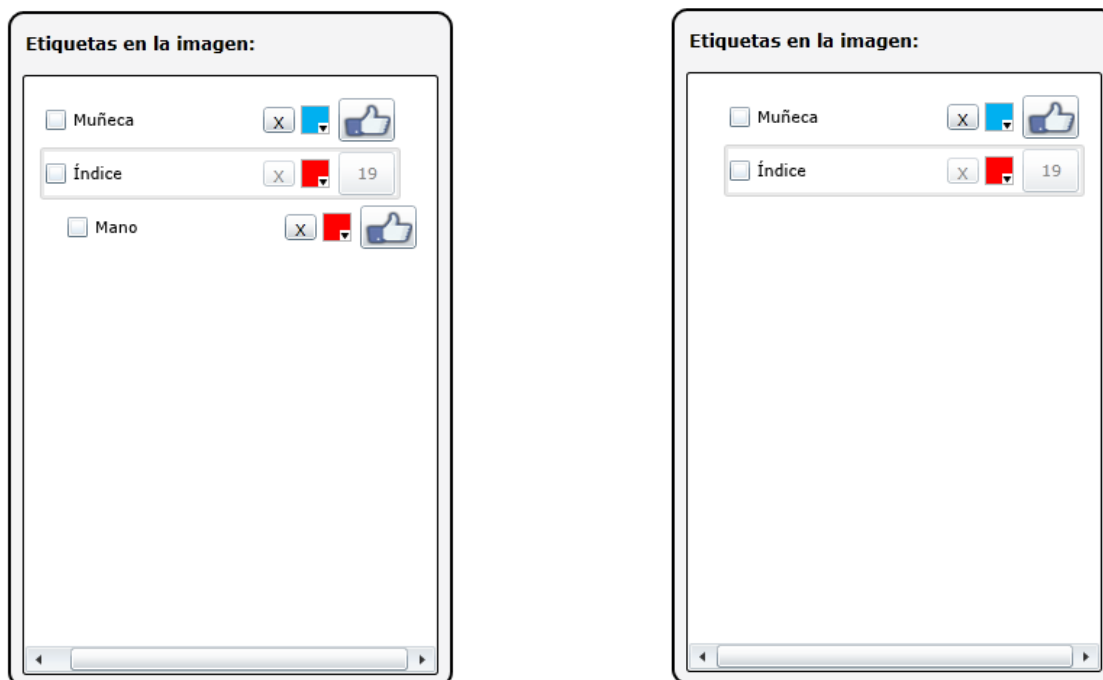 Etiquetas en la imagen:
Muñeca X
Índice X 19
Mano X
Etiquetas en la imagen:
Muñeca X
Índice X 19